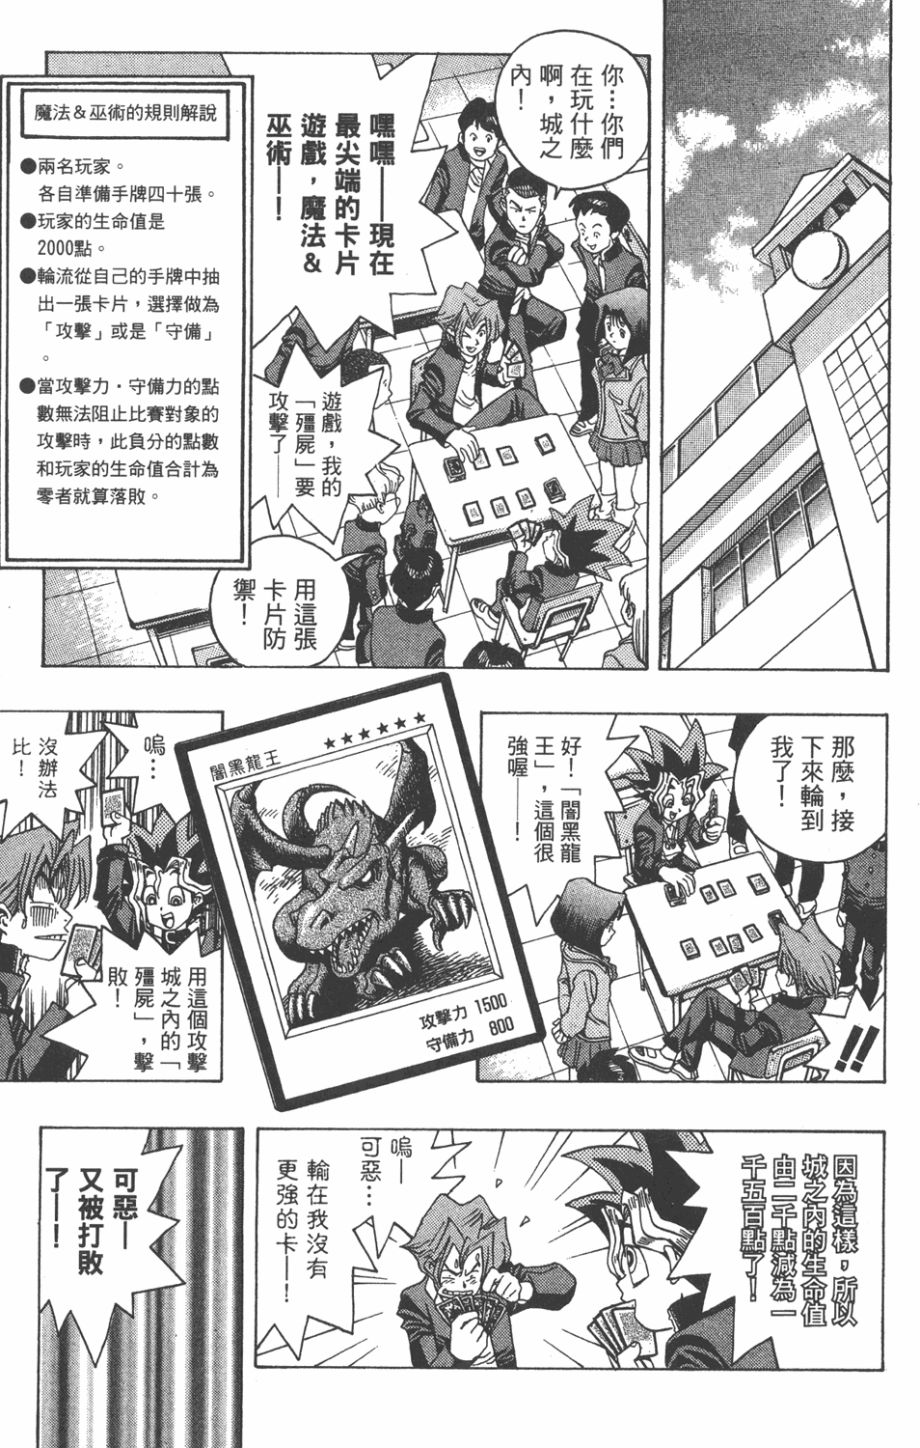 你…你們
在玩什麼
啊，城之
內！
嘿嘿──現在
最尖端的卡片
遊戲，魔法&
巫術──！
魔法&巫術的規則解說
●兩名玩家。
各自準備手牌四十張。
●玩家的生命值是
2000點。
●輪流從自己的手牌中抽
出一張卡片，選擇做為
「攻擊」或是「守備」
。
●當攻擊力・守備力的點
數無法阻止比賽對象的
攻擊時，此負分的點數
和玩家的生命值合計為
零者就算落敗。
遊戲，我的
「殭屍」要
攻擊了──
用這張
卡片防
禦！
那麼，接
下來輪到
我了！
好！「闇黑龍
王」，這個很
強喔──！
!!
闇黑龍王
★★★★★★
攻擊力 1500
守備力 800
用這個攻擊
城之內的「
殭屍」，擊
敗！
嗚…
沒辦法
比！
因為這樣，所以
城之內的生命值
由二千點減為一
千五百點了！
嗚─
可惡…
輸在我沒有
更強的卡──！
可惡─
又被打敗
了─！